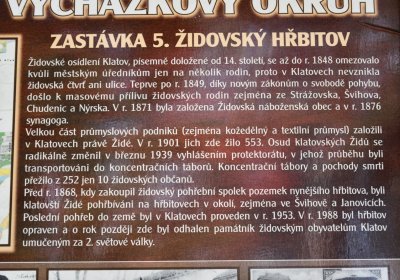 VYCHÁZKOVÝ OKRUH
ZASTÁVKA 5. ŽIDOVSKÝ HŘBITOV
Židovské osídlení Klatov, písemně doložené od 14. století, se až do r. 1848 omezovalo
kvůli městským úředníkům jen na několik rodin, proto v Klatovech nevznikla
židovská čtvrť ani ulice. Teprve po r. 1849, díky novým zákonům o svobodě pohybu,
došlo k masovému přílivu židovských rodin zejména ze Strážovska, Švihova,
Chudenic a Nýrska. V r. 1871 byla založena Židovská náboženská obec a v r. 1876
synagoga.
Velkou část průmyslových podniků (zejména kožedělný a textilní průmysl) založili
v Klatovech právě Židé. V r. 1901 jich zde žilo 553. Osud klatovských Židů se
radikálně změnil v březnu 1939 vyhlášením protektorátu, v jehož průběhu byli
transportováni do koncentračních táborů. Koncentrační tábory a pochody smrti
přežilo z 252 jen 10 židovských občanů.
Před r. 1868, kdy zakoupil židovský pohřební spolek pozemek nynějšího hřbitova, byli
klatovští Židé pohřbíváni na hřbitovech v okolí, zejména ve Švihově a Janovicích.
Poslední pohřeb do země byl v Klatovech proveden v r. 1953. V r. 1988 byl hřbitov
opraven a o rok později zde byl odhalen památník židovským obyvatelům Klatov
umučeným za 2. světové války.